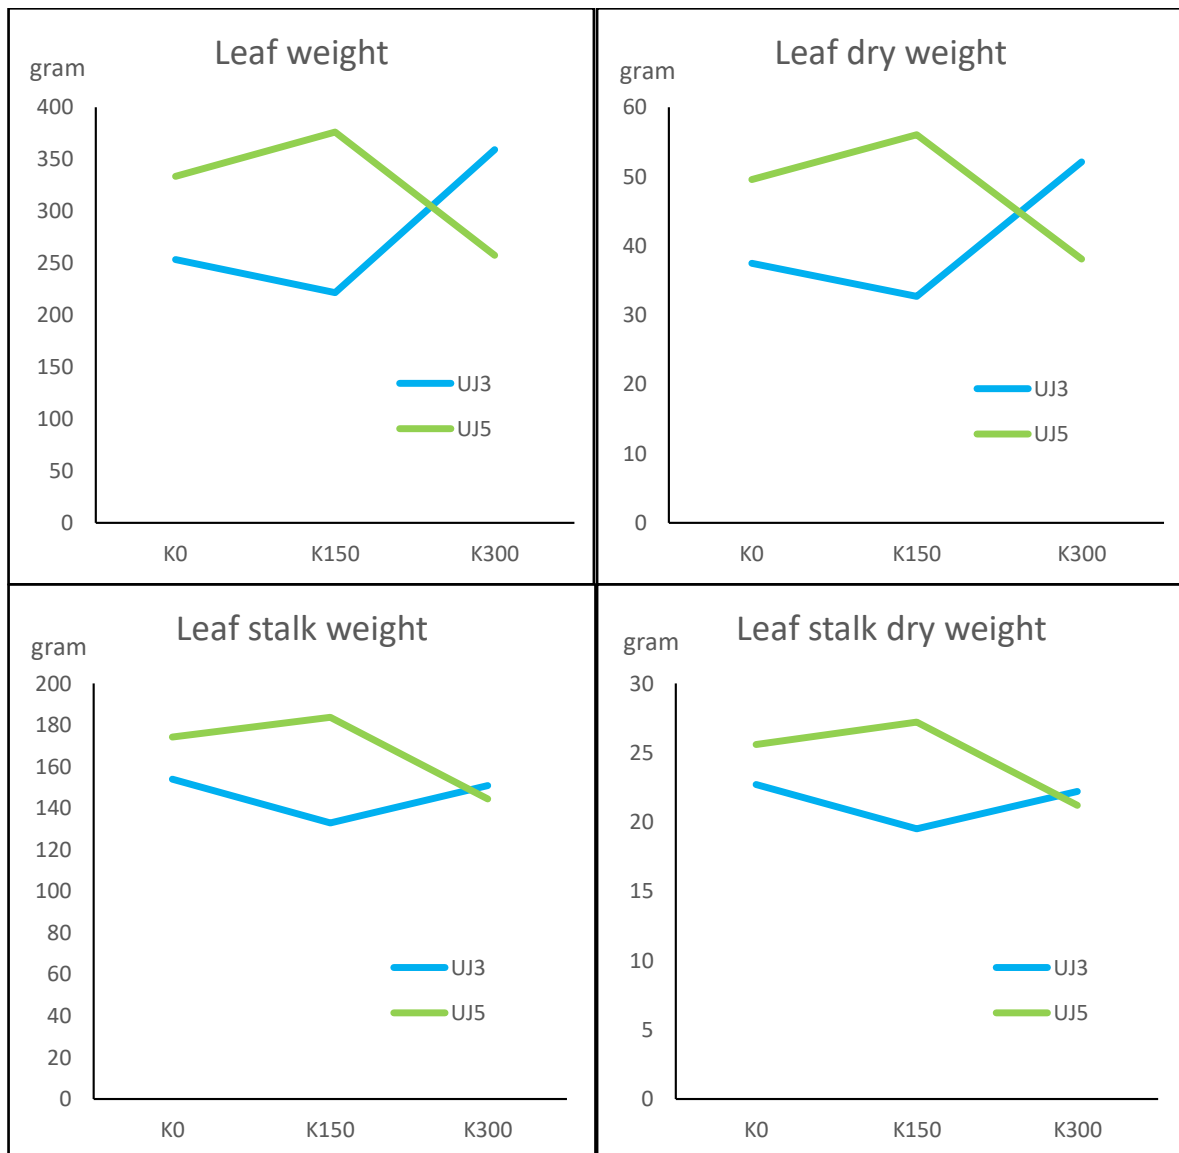 Leaf weight
gram
400
350
300
250
200
150
100
50
0
K0 K150 K300
UJ3
UJ5
Leaf dry weight
gram
60
50
40
30
20
10
0
K0 K150 K300
UJ3
UJ5
Leaf stalk weight
gram
200
180
160
140
120
100
80
60
40
20
0
K0 K150 K300
UJ3
UJ5
Leaf stalk dry weight
gram
30
25
20
15
10
5
0
K0 K150 K300
UJ3
UJ5